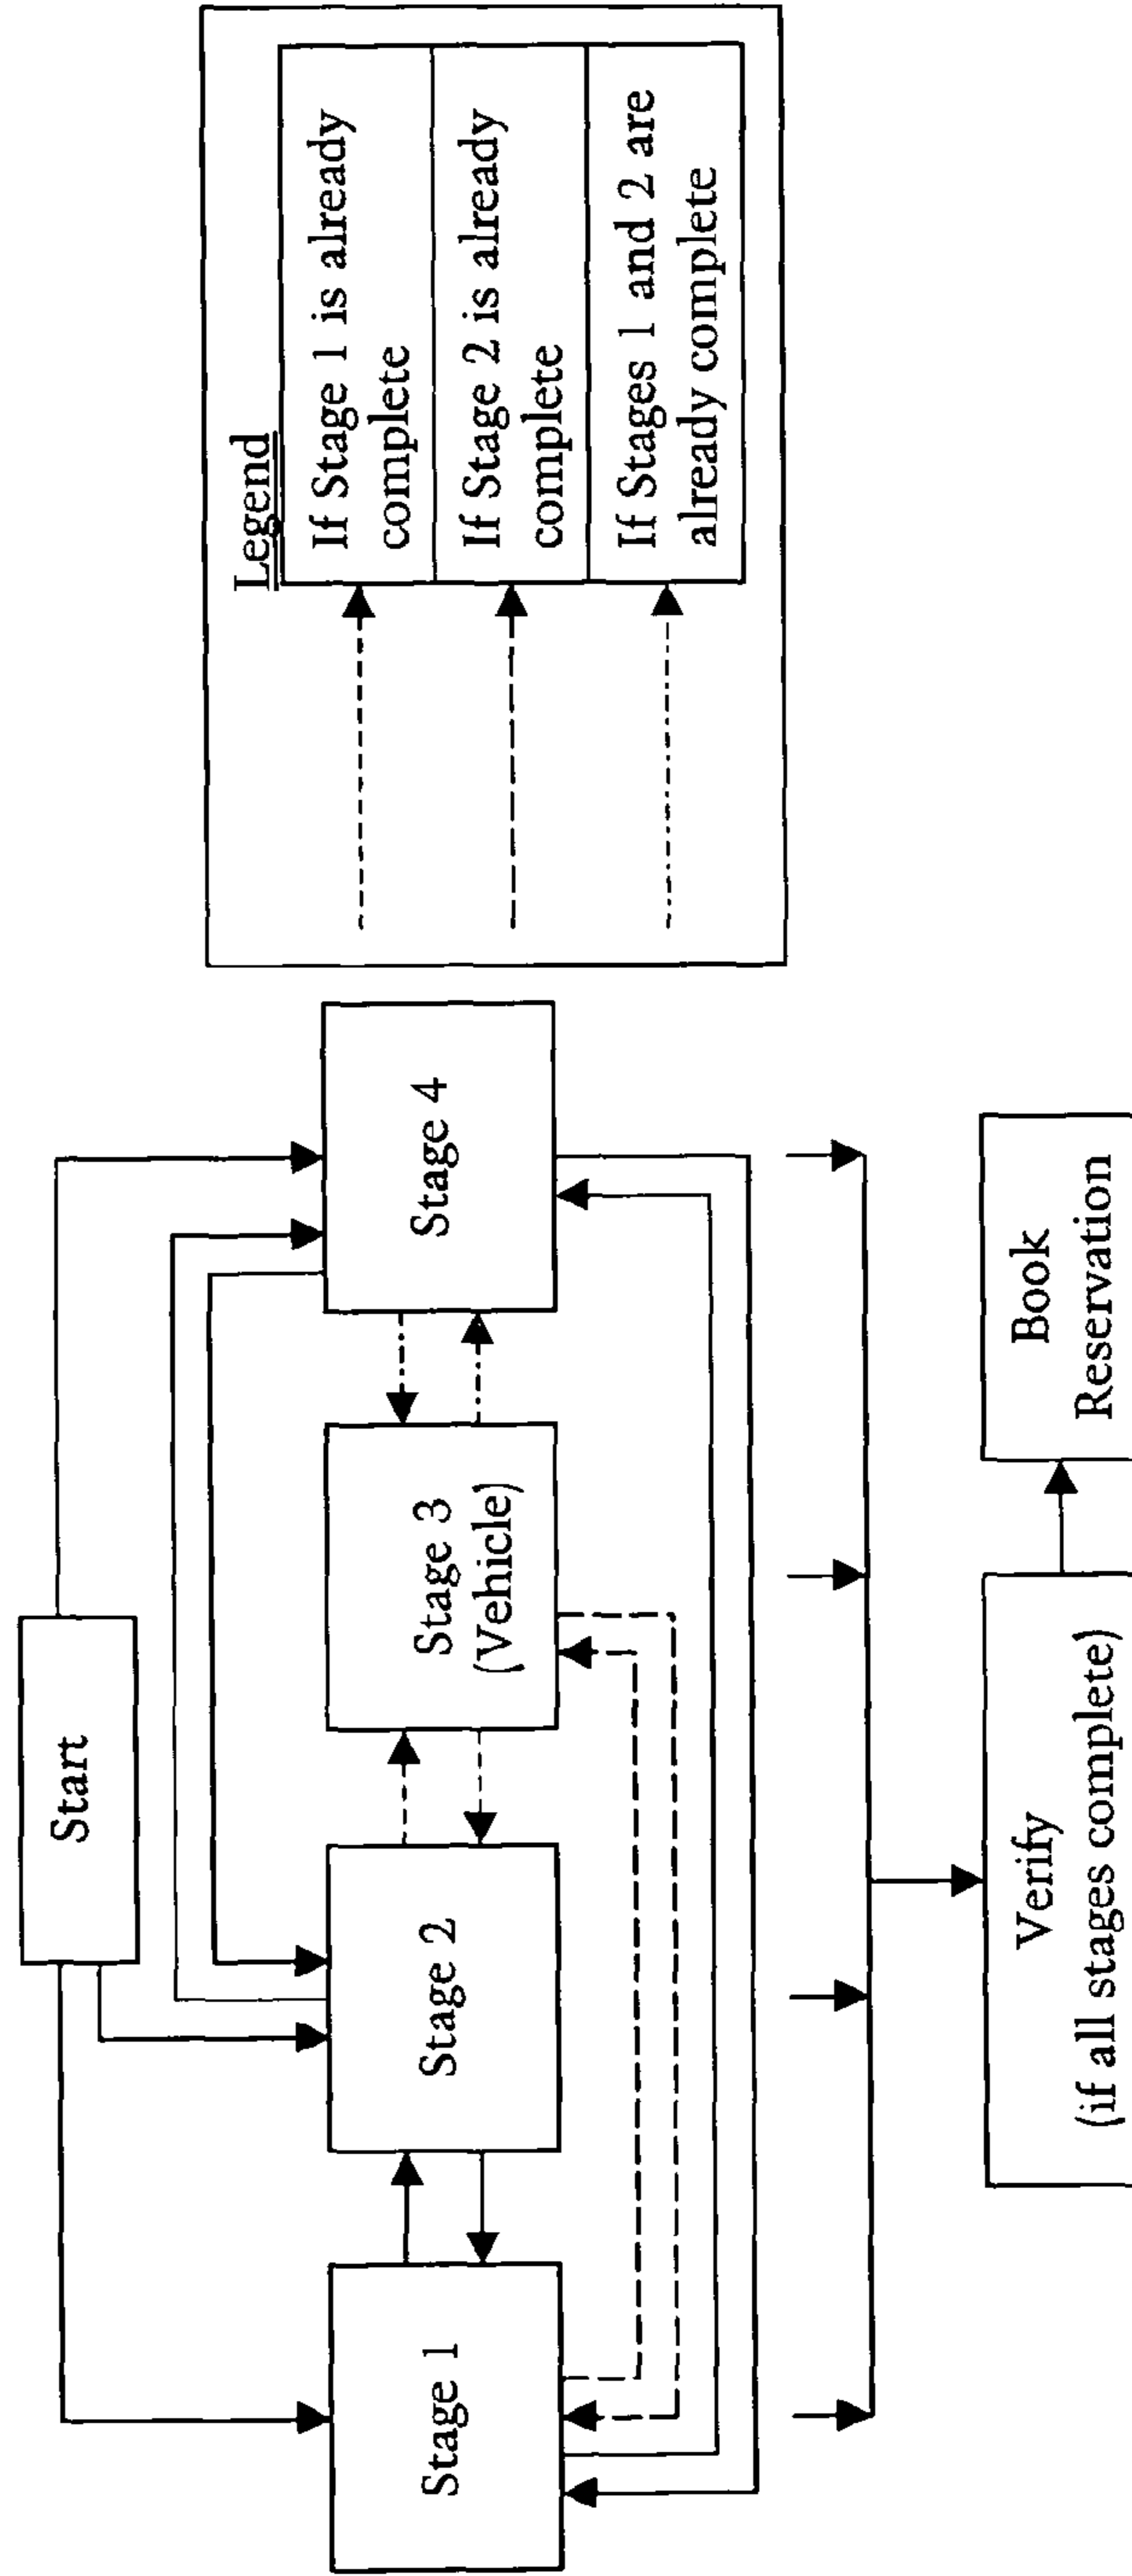 Start
Stage 1
Stage 2
Stage 3
(Vehicle)
Stage 4
Verify
(if all stages complete)
Book
Reservation
Legend
If Stage 1 is already
complete
If Stage 2 is already
complete
If Stages 1 and 2 are
already complete